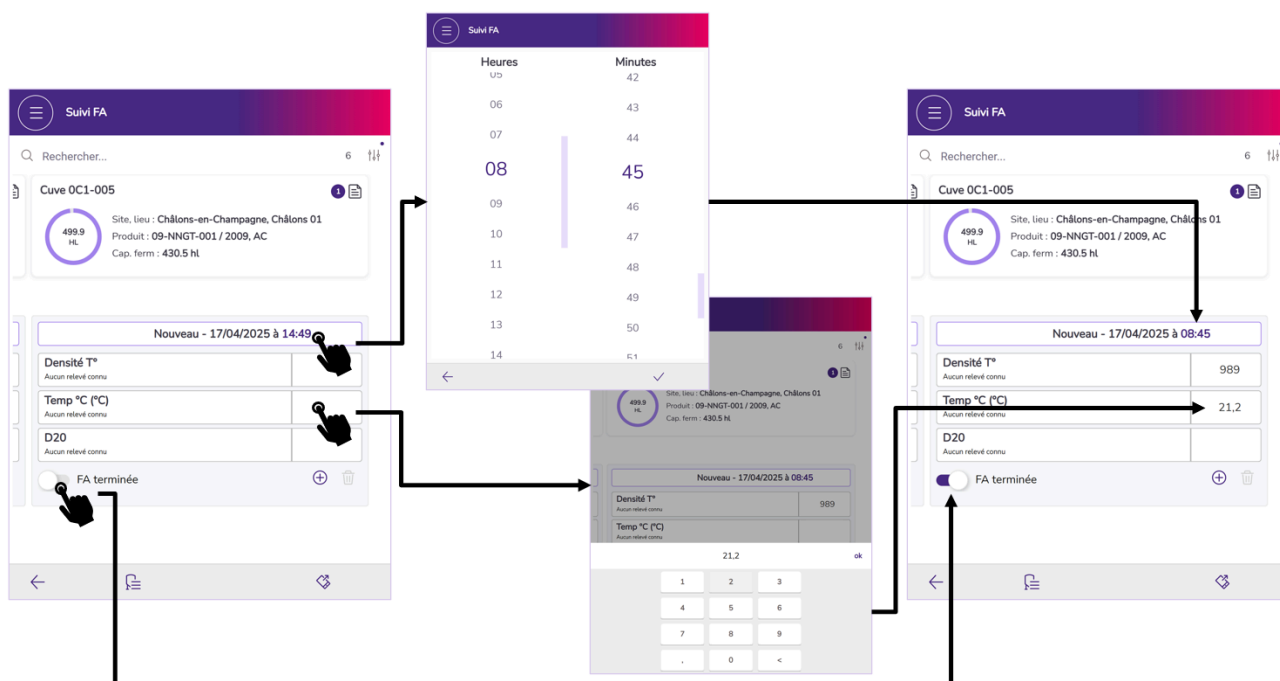 Suivi FA
Rechercher...
6
Cuve 0C1-005
1
499.9
HL
Site, lieu : Châlons-en-Champagne, Châlons 01
Produit : 09-NNGT-001 / 2009, AC
Cap. ferm : 430.5 hl
Nouveau - 17/04/2025 à 14:49
Densité T°
Aucun relevé connu
Temp °C (°C)
Aucun relevé connu
D20
Aucun relevé connu
FA terminée
Suivi FA
Heures Minutes
05 42
06 43
07 44
08 45
09 46
10 47
11 48
12 49
13 50
14 51
6
1
499.9
HL
Site, lieu : Châlons-en-Champagne, Châlons 01
Produit : 09-NNGT-001 / 2009, AC
Cap. ferm : 430.5 hl
Nouveau - 17/04/2025 à 08:45
Densité T°
Aucun relevé connu
989
Temp °C (°C)
Aucun relevé connu
21,2 ok
1 2 3
4 5 6
7 8 9
. 0 <
Suivi FA
Rechercher...
6
Cuve 0C1-005
1
499.9
HL
Site, lieu : Châlons-en-Champagne, Châlons 01
Produit : 09-NNGT-001 / 2009, AC
Cap. ferm : 430.5 hl
Nouveau - 17/04/2025 à 08:45
Densité T°
Aucun relevé connu
989
Temp °C (°C)
Aucun relevé connu
21,2
D20
Aucun relevé connu
FA terminée